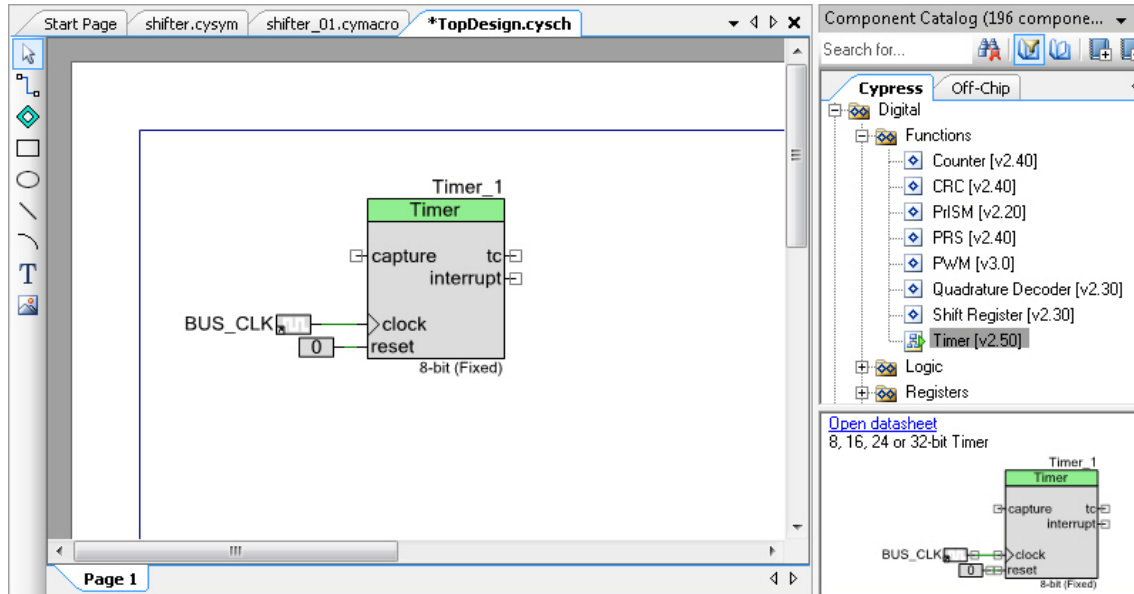 Start Page
shifter.cysym
shifter_01.cymacro
*TopDesign.cysch
T
Timer_1
Timer
capture
tc
interrupt
BUS_CLK
clock
0
reset
8-bit (Fixed)
Page 1
Component Catalog (196 compone...
Search for...
Cypress
Off-Chip
Digital
Functions
Counter [v2.40]
CRC [v2.40]
PrISM [v2.20]
PRS [v2.40]
PWM [v3.0]
Quadrature Decoder [v2.30]
Shift Register [v2.30]
Timer [v2.50]
Logic
Registers
Open datasheet
8, 16, 24 or 32-bit Timer
Timer_1
Timer
capture
tc
interrupt
BUS_CLK
clock
0
reset
8-bit (Fixed)